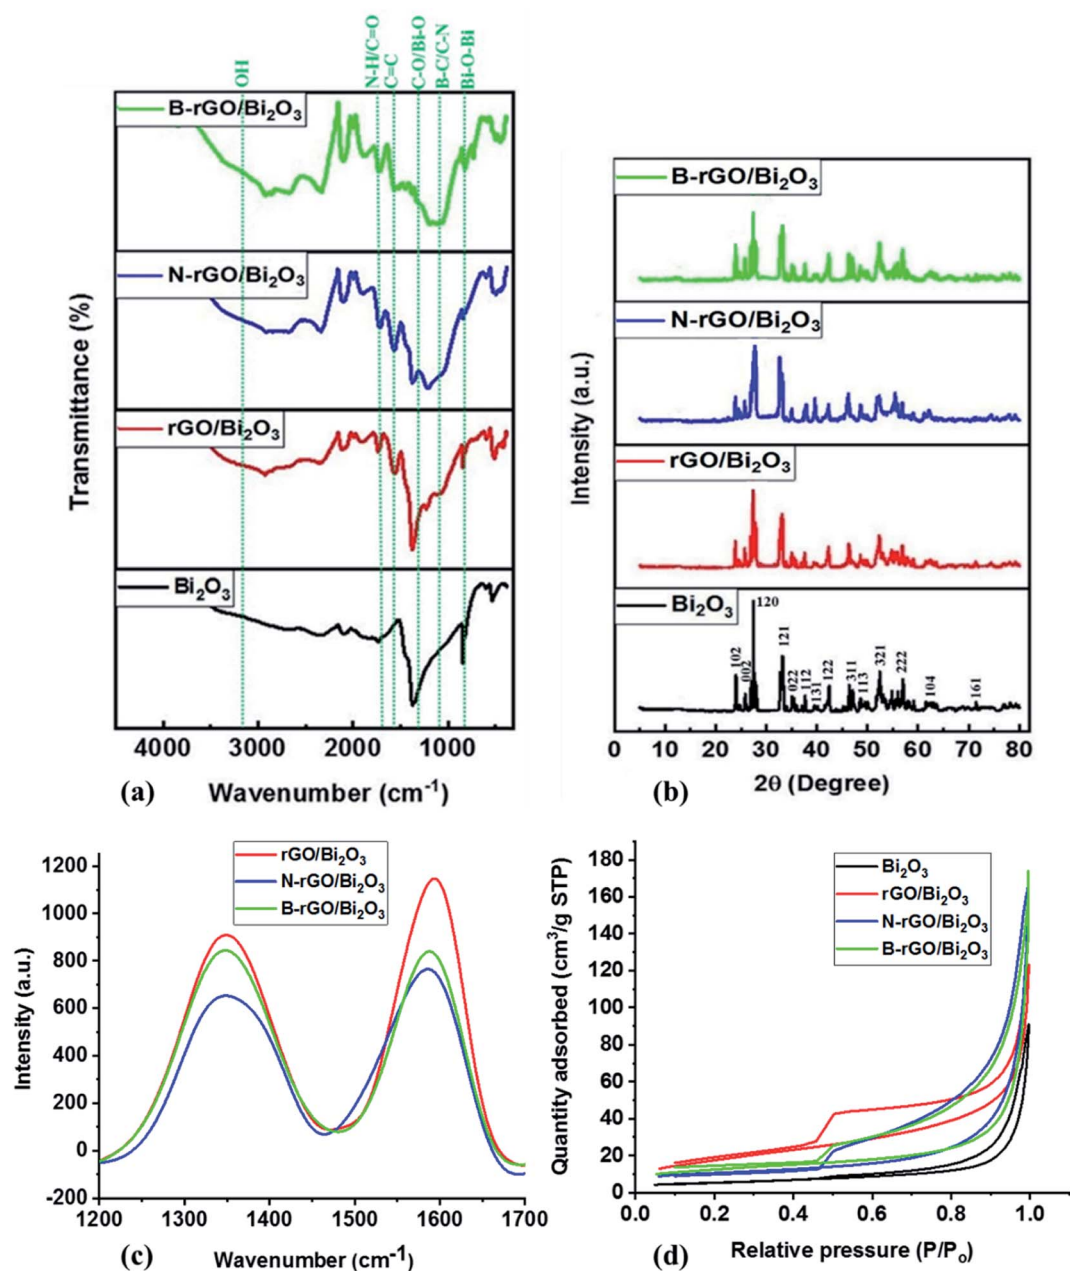 OH
N-H/C=O
C=C
C-O/Bi-O
B-C/C-N
Bi-O-Bi
B-rGO/Bi₂O₃
N-rGO/Bi₂O₃
rGO/Bi₂O₃
Bi₂O₃
Transmittance (%)
4000 3000 2000 1000
(a) Wavenumber (cm⁻¹)
B-rGO/Bi₂O₃
N-rGO/Bi₂O₃
rGO/Bi₂O₃
Bi₂O₃
Intensity (a.u.)
102
002
120
121
022
112
131
122
311
113
321
222
104
161
0 10 20 30 40 50 60 70 80
(b) 2θ (Degree)
rGO/Bi₂O₃
N-rGO/Bi₂O₃
B-rGO/Bi₂O₃
Intensity (a.u.)
1200
1000
800
600
400
200
0
-200
1200 1300 1400 1500 1600 1700
(c) Wavenumber (cm⁻¹)
Bi₂O₃
rGO/Bi₂O₃
N-rGO/Bi₂O₃
B-rGO/Bi₂O₃
Quantity adsorbed (cm³/g STP)
180
160
140
120
100
80
60
40
20
0
0.0 0.2 0.4 0.6 0.8 1.0
Relative pressure (P/Pₒ) (d)